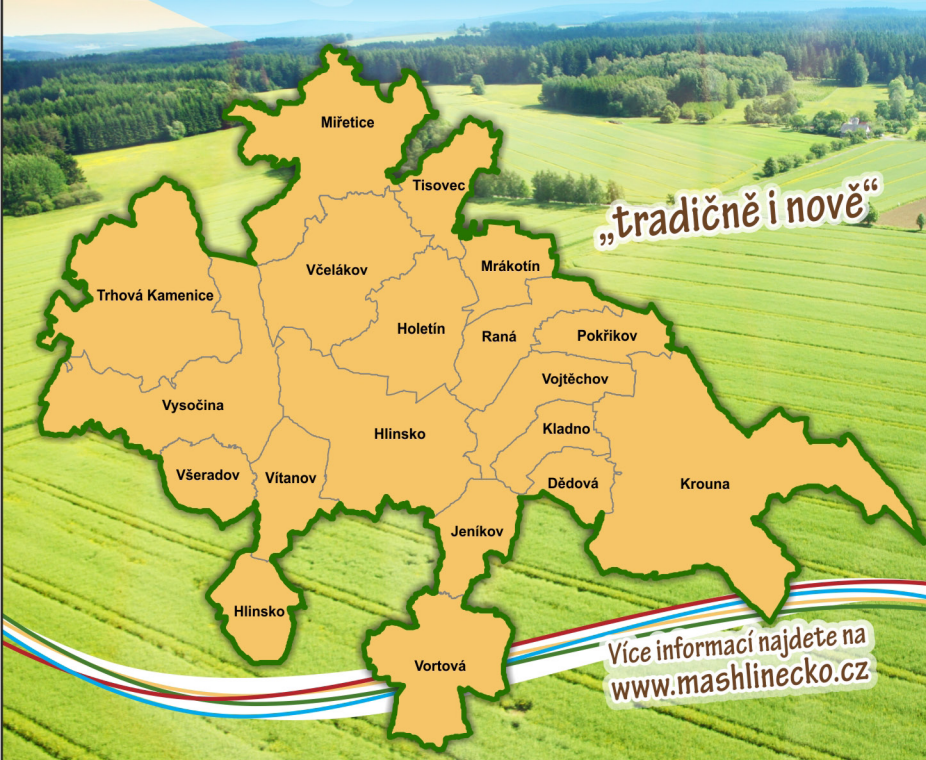 Miřetice
Tisovec
„tradičně i nově“
Včelákov
Mrákotín
Trhová Kamenice
Holetín
Raná
Pokřikov
Vojtěchov
Vysočina
Hlinsko
Kladno
Všeradov
Vítanov
Dědová
Krouna
Jeníkov
Hlinsko
Vortová
Více informací najdete na
www.mashlinecko.cz